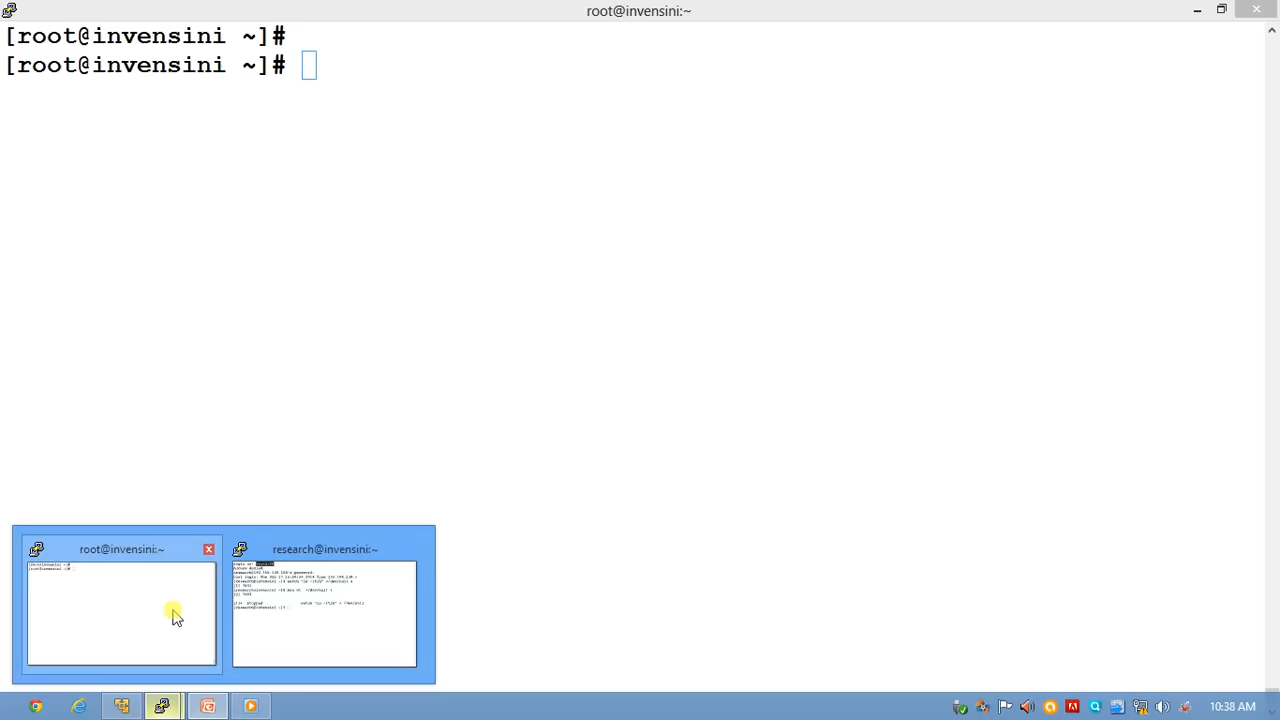 root@invensini:~
[root@invensini ~]#
[root@invensini ~]#
root@invensini:~
research@invensini:~
10:38 AM